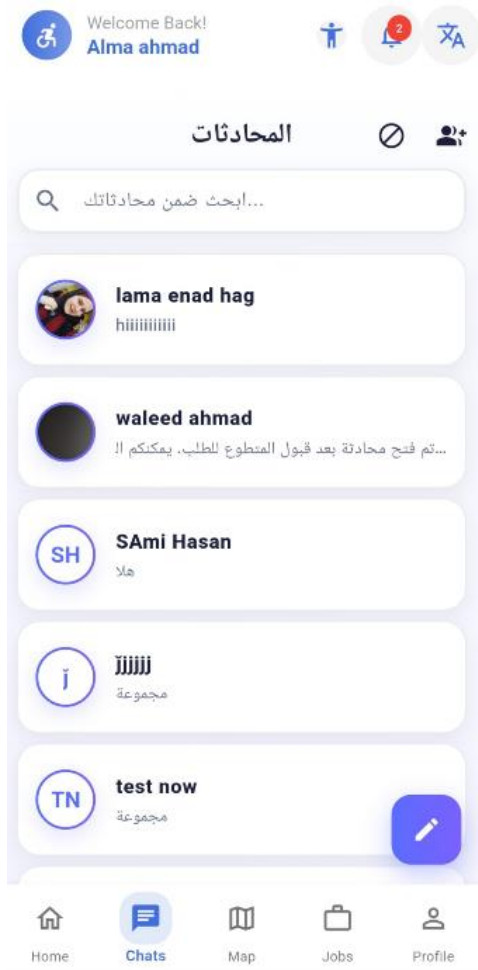 Welcome Back!
Alma ahmad
2
المحادثات
ابحث ضمن محادثاتك...
lama enad hag
hiiiiiiiiiii
waleed ahmad
تم فتح محادثة بعد قبول المتطوع للطلب. يمكنكم ال...
SH
SAmi Hasan
هلا
مجموعة
TN
test now
مجموعة
Home
Chats
Map
Jobs
Profile